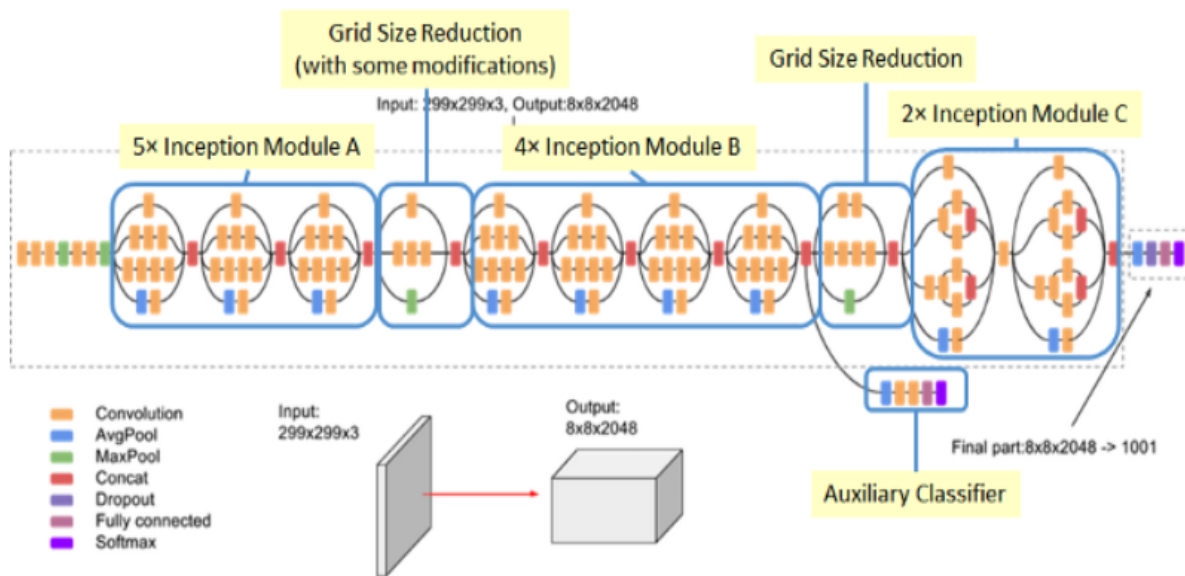 Grid Size Reduction
(with some modifications)
Grid Size Reduction
Input: 299x299x3, Output:8x8x2048
5× Inception Module A
4× Inception Module B
2× Inception Module C
Convolution
AvgPool
MaxPool
Concat
Dropout
Fully connected
Softmax
Input:
299x299x3
Output:
8x8x2048
Final part:8x8x2048 -> 1001
Auxiliary Classifier